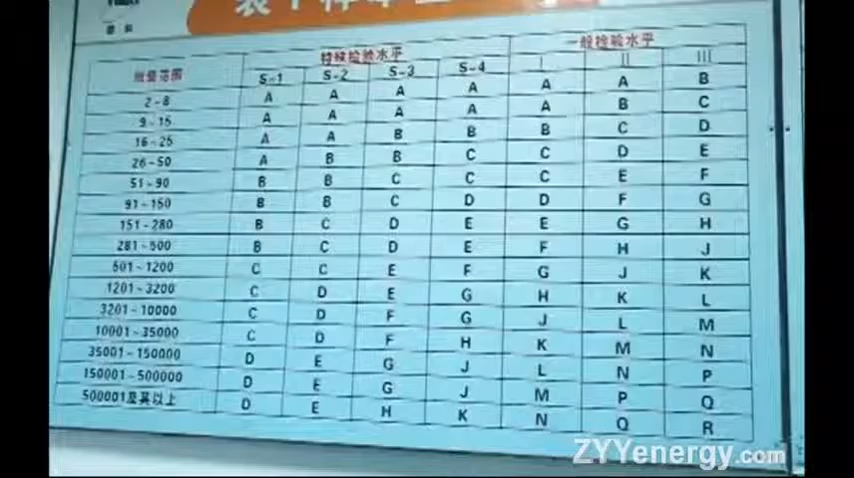 特殊检验水平 一般检验水平
批量范围 S-1 S-2 S-3 S-4 I II III
2-8 A A A A A A B
9-15 A A A A A B C
16-25 A A B B B C D
26-50 A B B C C D E
51-90 B B C C C E F
91-150 B B C D D F G
151-280 B C D E E G H
281-500 B C D E F H J
501-1200 C C E F G J K
1201-3200 C D E G H K L
3201-10000 C D F G J L M
10001-35000 C D F H K M N
35001-150000 D E G J L N P
150001-500000 D E G J M P Q
500001及其以上 D E H K N Q R
ZYYenergy.com